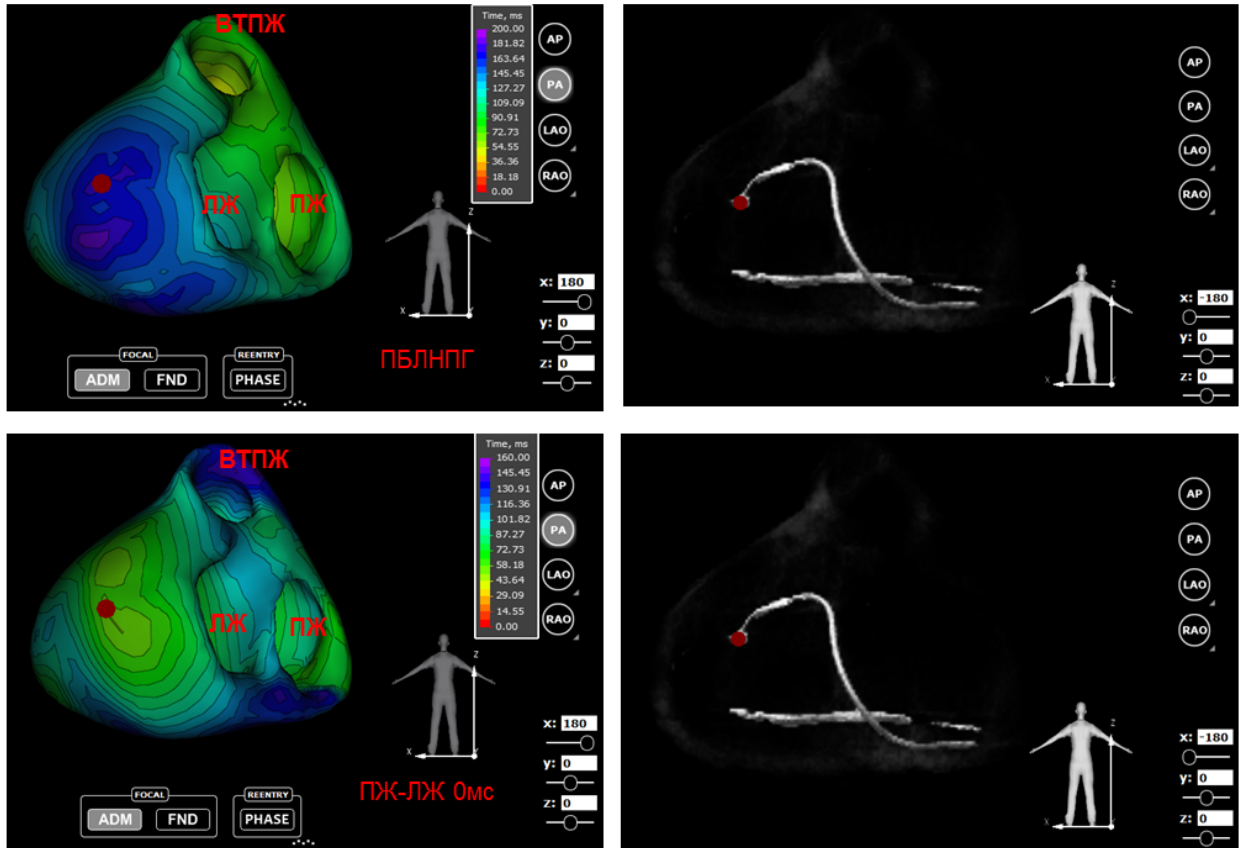 ВТПЖ
ЛЖ
ПЖ
Time, ms
200.00
181.82
163.64
145.45
127.27
109.09
90.91
72.73
54.55
36.36
18.18
0.00
AP
PA
LAO
RAO
z
x
x: 180
y: 0
z: 0
FOCAL
ADM FND
REENTRY
PHASE
ПБЛНПГ
AP
PA
LAO
RAO
z
x
x: -180
y: 0
z: 0
ВТПЖ
ЛЖ
ПЖ
Time, ms
160.00
145.45
130.91
116.36
101.82
87.27
72.73
58.18
43.64
29.09
14.55
0.00
AP
PA
LAO
RAO
z
x
x: 180
y: 0
z: 0
FOCAL
ADM FND
REENTRY
PHASE
ПЖ-ЛЖ 0мс
AP
PA
LAO
RAO
z
x
x: -180
y: 0
z: 0